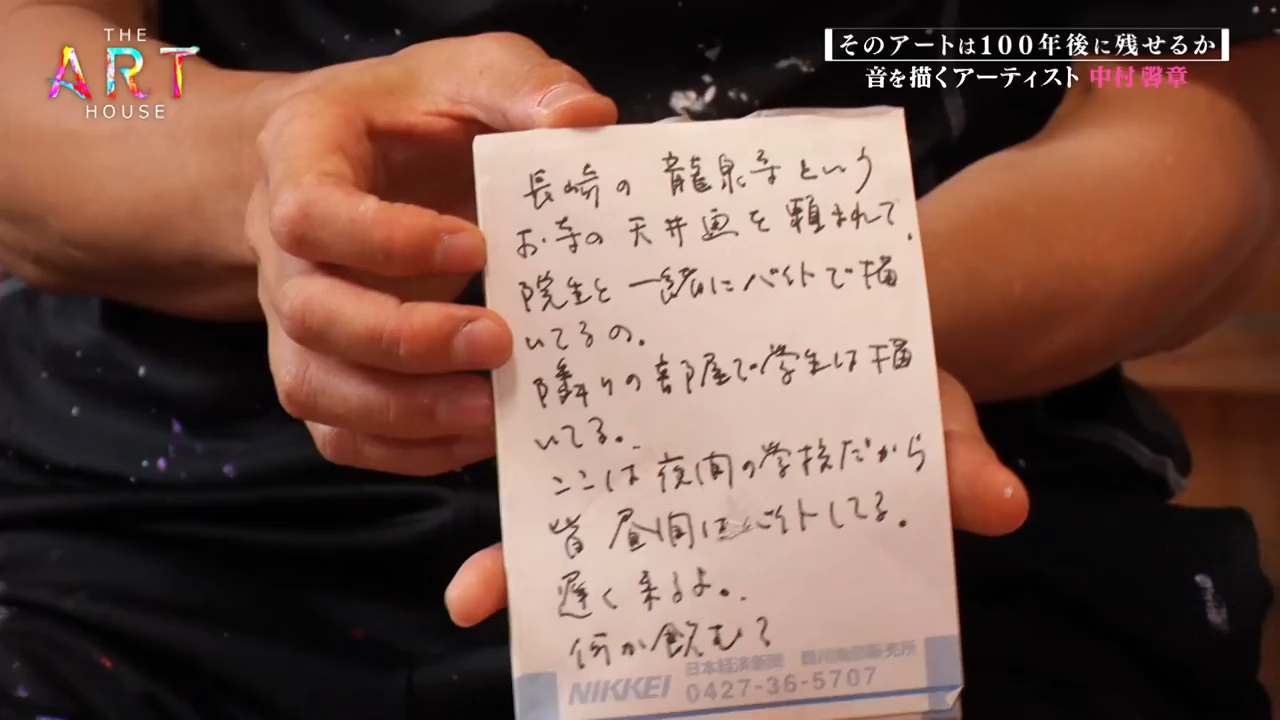 THE
ART
HOUSE
そのアートは100年後に残せるか
音を描くアーティスト 中村馨章
長崎の龍泉寺という
お寺の天井画を頼まれて、
院生と一緒にバイトで描
いてるの。
隣りの部屋で学生は描
いてる。
ここは夜間の学校だから
皆昼間はバイトしてる。
遅く来るよ。
何か飲む?
日本経済新聞
NIKKEI 0427-36-5707